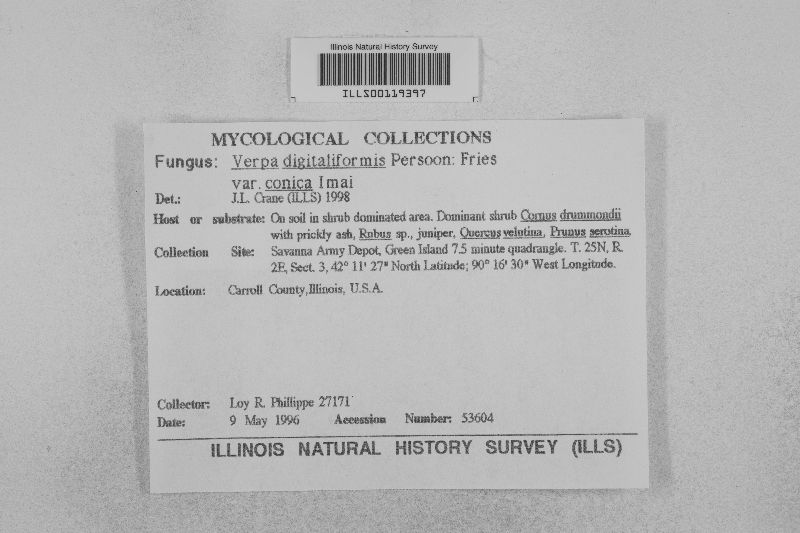 Illinois Natural History Survey
ILLS00119397
MYCOLOGICAL COLLECTIONS
Fungus: Verpa digitaliformis Persoon: Fries
var. conica Imai
Det.: J.L. Crane (ILLS) 1998
Host or substrate: On soil in shrub dominated area. Dominant shrub Cornus drummondii
with prickly ash, Rubus sp., juniper, Quercus velutina, Prunus serotina.
Collection Site: Savanna Army Depot, Green Island 7.5 minute quadrangle. T. 25N, R.
2E, Sect. 3, 42° 11' 27" North Latitude; 90° 16' 30" West Longitude.
Location: Carroll County, Illinois, U.S.A.
Collector: Loy R. Phillippe 27171
Date: 9 May 1996 Accession Number: 53604
ILLINOIS NATURAL HISTORY SURVEY (ILLS)